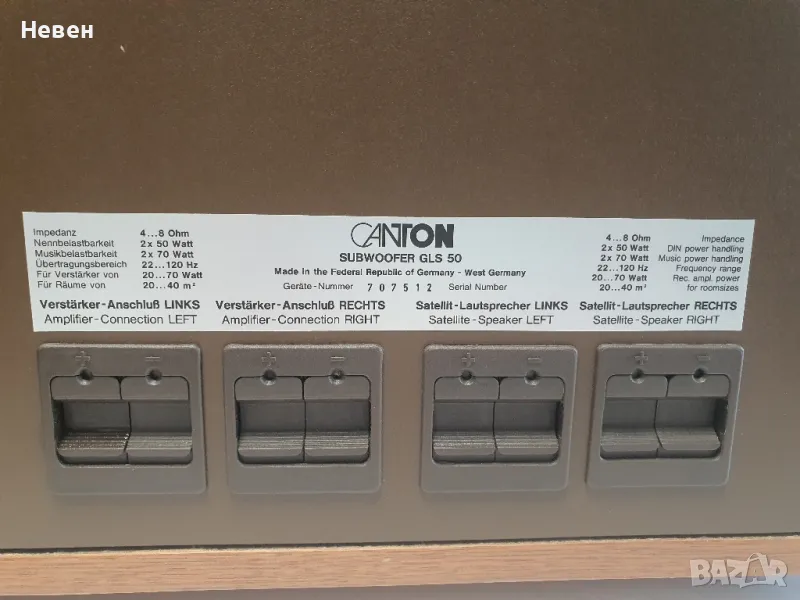 Невен
Impedanz 4...8 Ohm
Nennbelastbarkeit 2x 50 Watt
Musikbelastbarkeit 2x 70 Watt
Übertragungsbereich 22...120 Hz
Für Verstärker von 20...70 Watt
Für Räume von 20...40 m²
CANTON
SUBWOOFER GLS 50
Made in the Federal Republic of Germany - West Germany
Geräte-Nummer 707512 Serial Number
4...8 Ohm Impedance
2x 50 Watt DIN power handling
2x 70 Watt Music power handling
22...120 Hz Frequency range
20...70 Watt Rec. ampl. power
20...40 m² for roomsizes
Verstärker-Anschluß LINKS Verstärker-Anschluß RECHTS Satellit-Lautsprecher LINKS Satellit-Lautsprecher RECHTS
Amplifier-Connection LEFT Amplifier-Connection RIGHT Satellite-Speaker LEFT Satellite-Speaker RIGHT
+ - + - + - + -
BAZAR